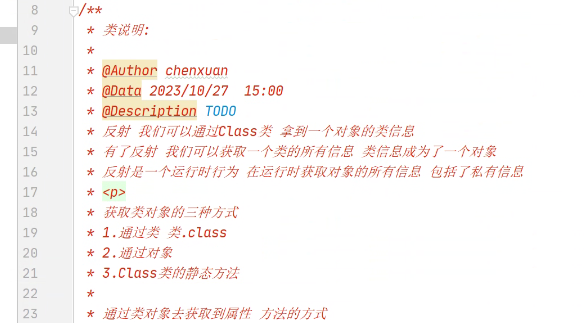 8 /**
9 * 类说明:
10 *
11 * @Author chenxuan
12 * @Data 2023/10/27 15:00
13 * @Description TODO
14 * 反射 我们可以通过Class类 拿到一个对象的类信息
15 * 有了反射 我们可以获取一个类的所有信息 类信息成为了一个对象
16 * 反射是一个运行时行为 在运行时获取对象的所有信息 包括了私有信息
17 * <p>
18 * 获取类对象的三种方式
19 * 1.通过类 类.class
20 * 2.通过对象
21 * 3.Class类的静态方法
22 *
23 * 通过类对象去获取到属性 方法的方式